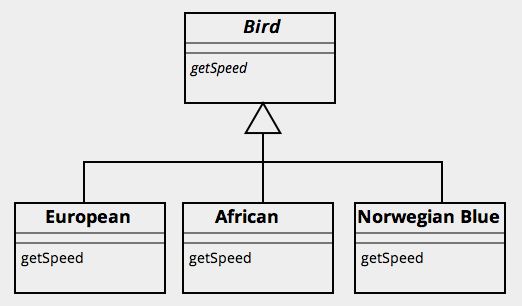 Bird
getSpeed
European
African
Norwegian Blue
getSpeed
getSpeed
getSpeed